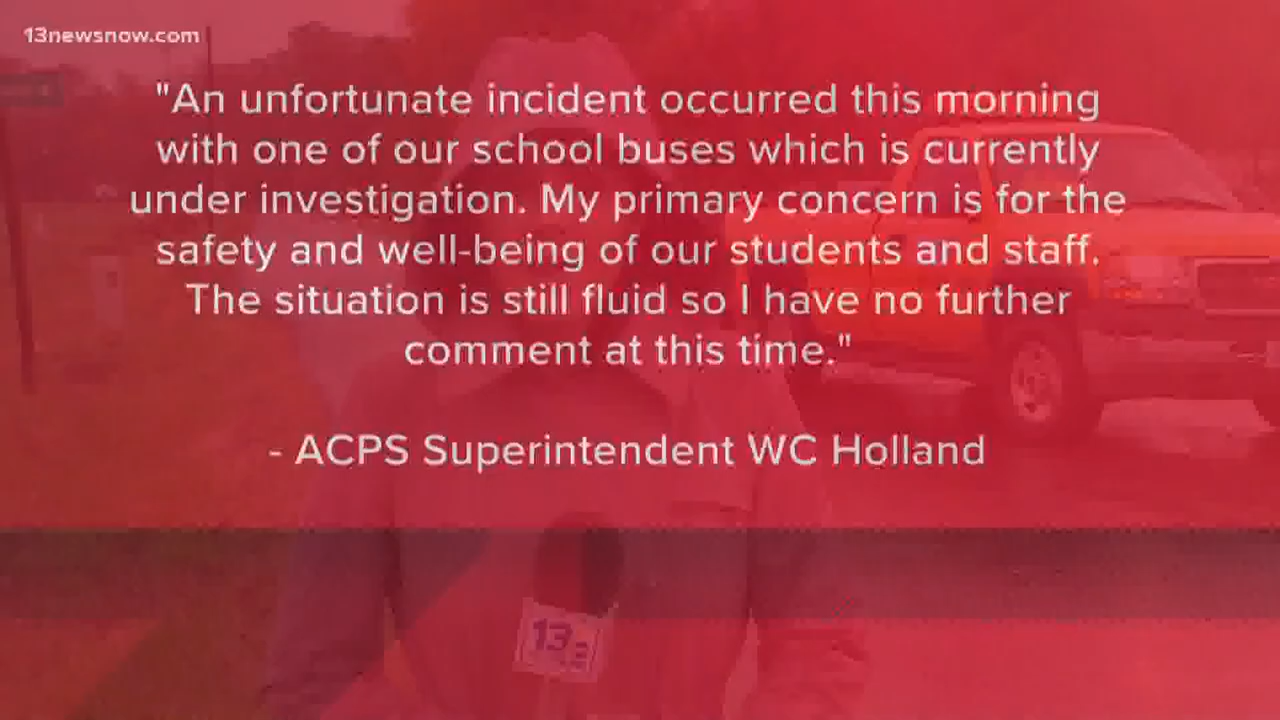 13newsnow.com
"An unfortunate incident occurred this morning
with one of our school buses which is currently
under investigation. My primary concern is for the
safety and well-being of our students and staff.
The situation is still fluid so I have no further
comment at this time."
- ACPS Superintendent WC Holland
13